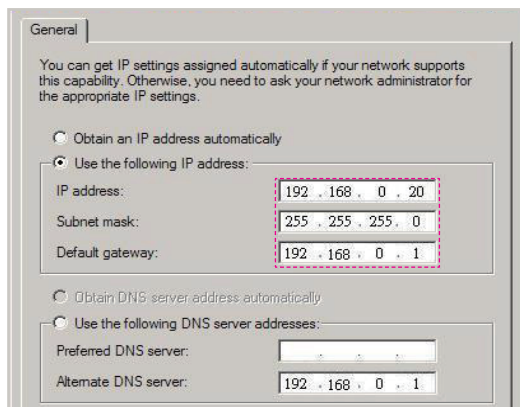 General
You can get IP settings assigned automatically if your network supports
this capability. Otherwise, you need to ask your network administrator for
the appropriate IP settings.
Obtain an IP address automatically
Use the following IP address:
IP address: 192 . 168 . 0 . 20
Subnet mask: 255 . 255 . 255 . 0
Default gateway: 192 . 168 . 0 . 1
Obtain DNS server address automatically
Use the following DNS server addresses:
Preferred DNS server: . . .
Alternate DNS server: 192 . 168 . 0 . 1